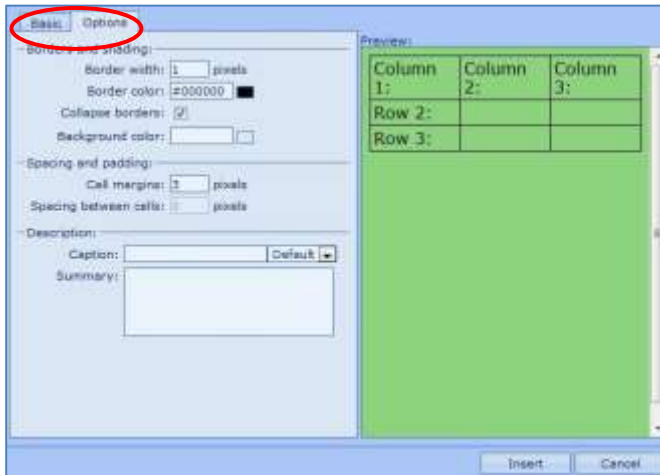 Basic Options
Borders and shading:
Border width: 1 pixels
Border color: #000000
Collapse borders:
Background color:
Spacing and padding:
Cell margins: 3 pixels
Spacing between cells: pixels
Description:
Caption: Default
Summary:
Preview:
Column 1: Column 2: Column 3:
Row 2:
Row 3:
Insert Cancel